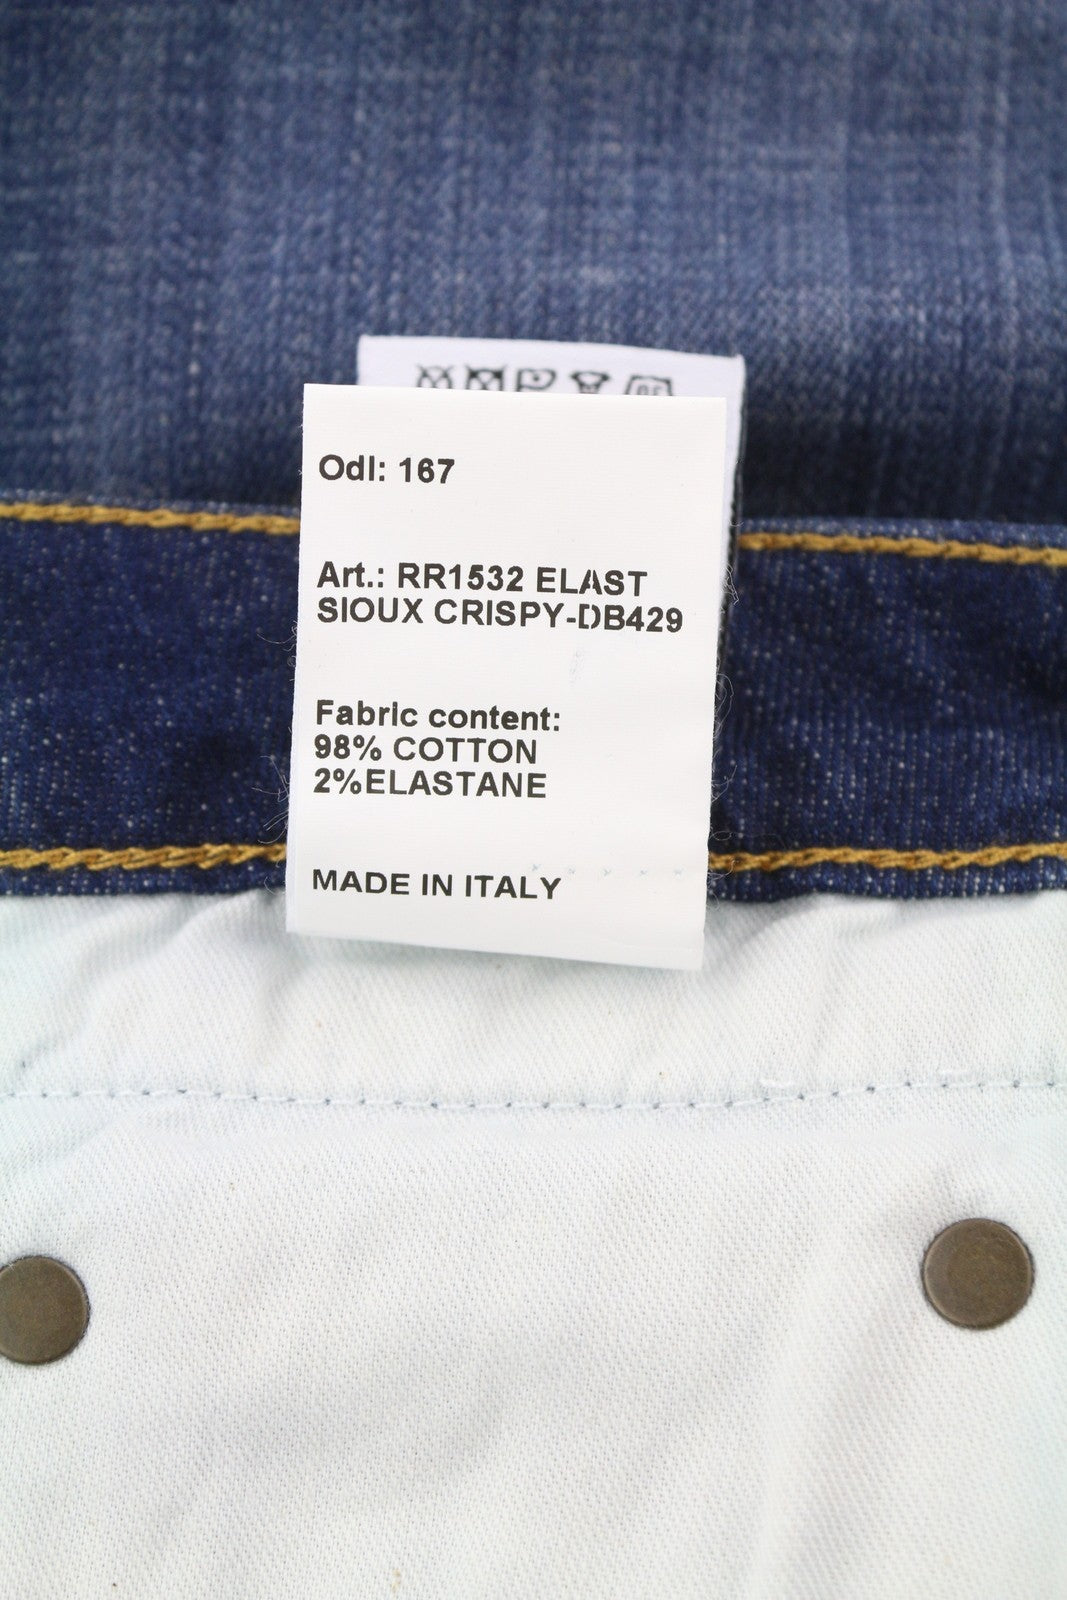 Odl: 167
Art.: RR1532 ELAST
SIOUX CRISPY-DB429
Fabric content:
98% COTTON
2%ELASTANE
MADE IN ITALY